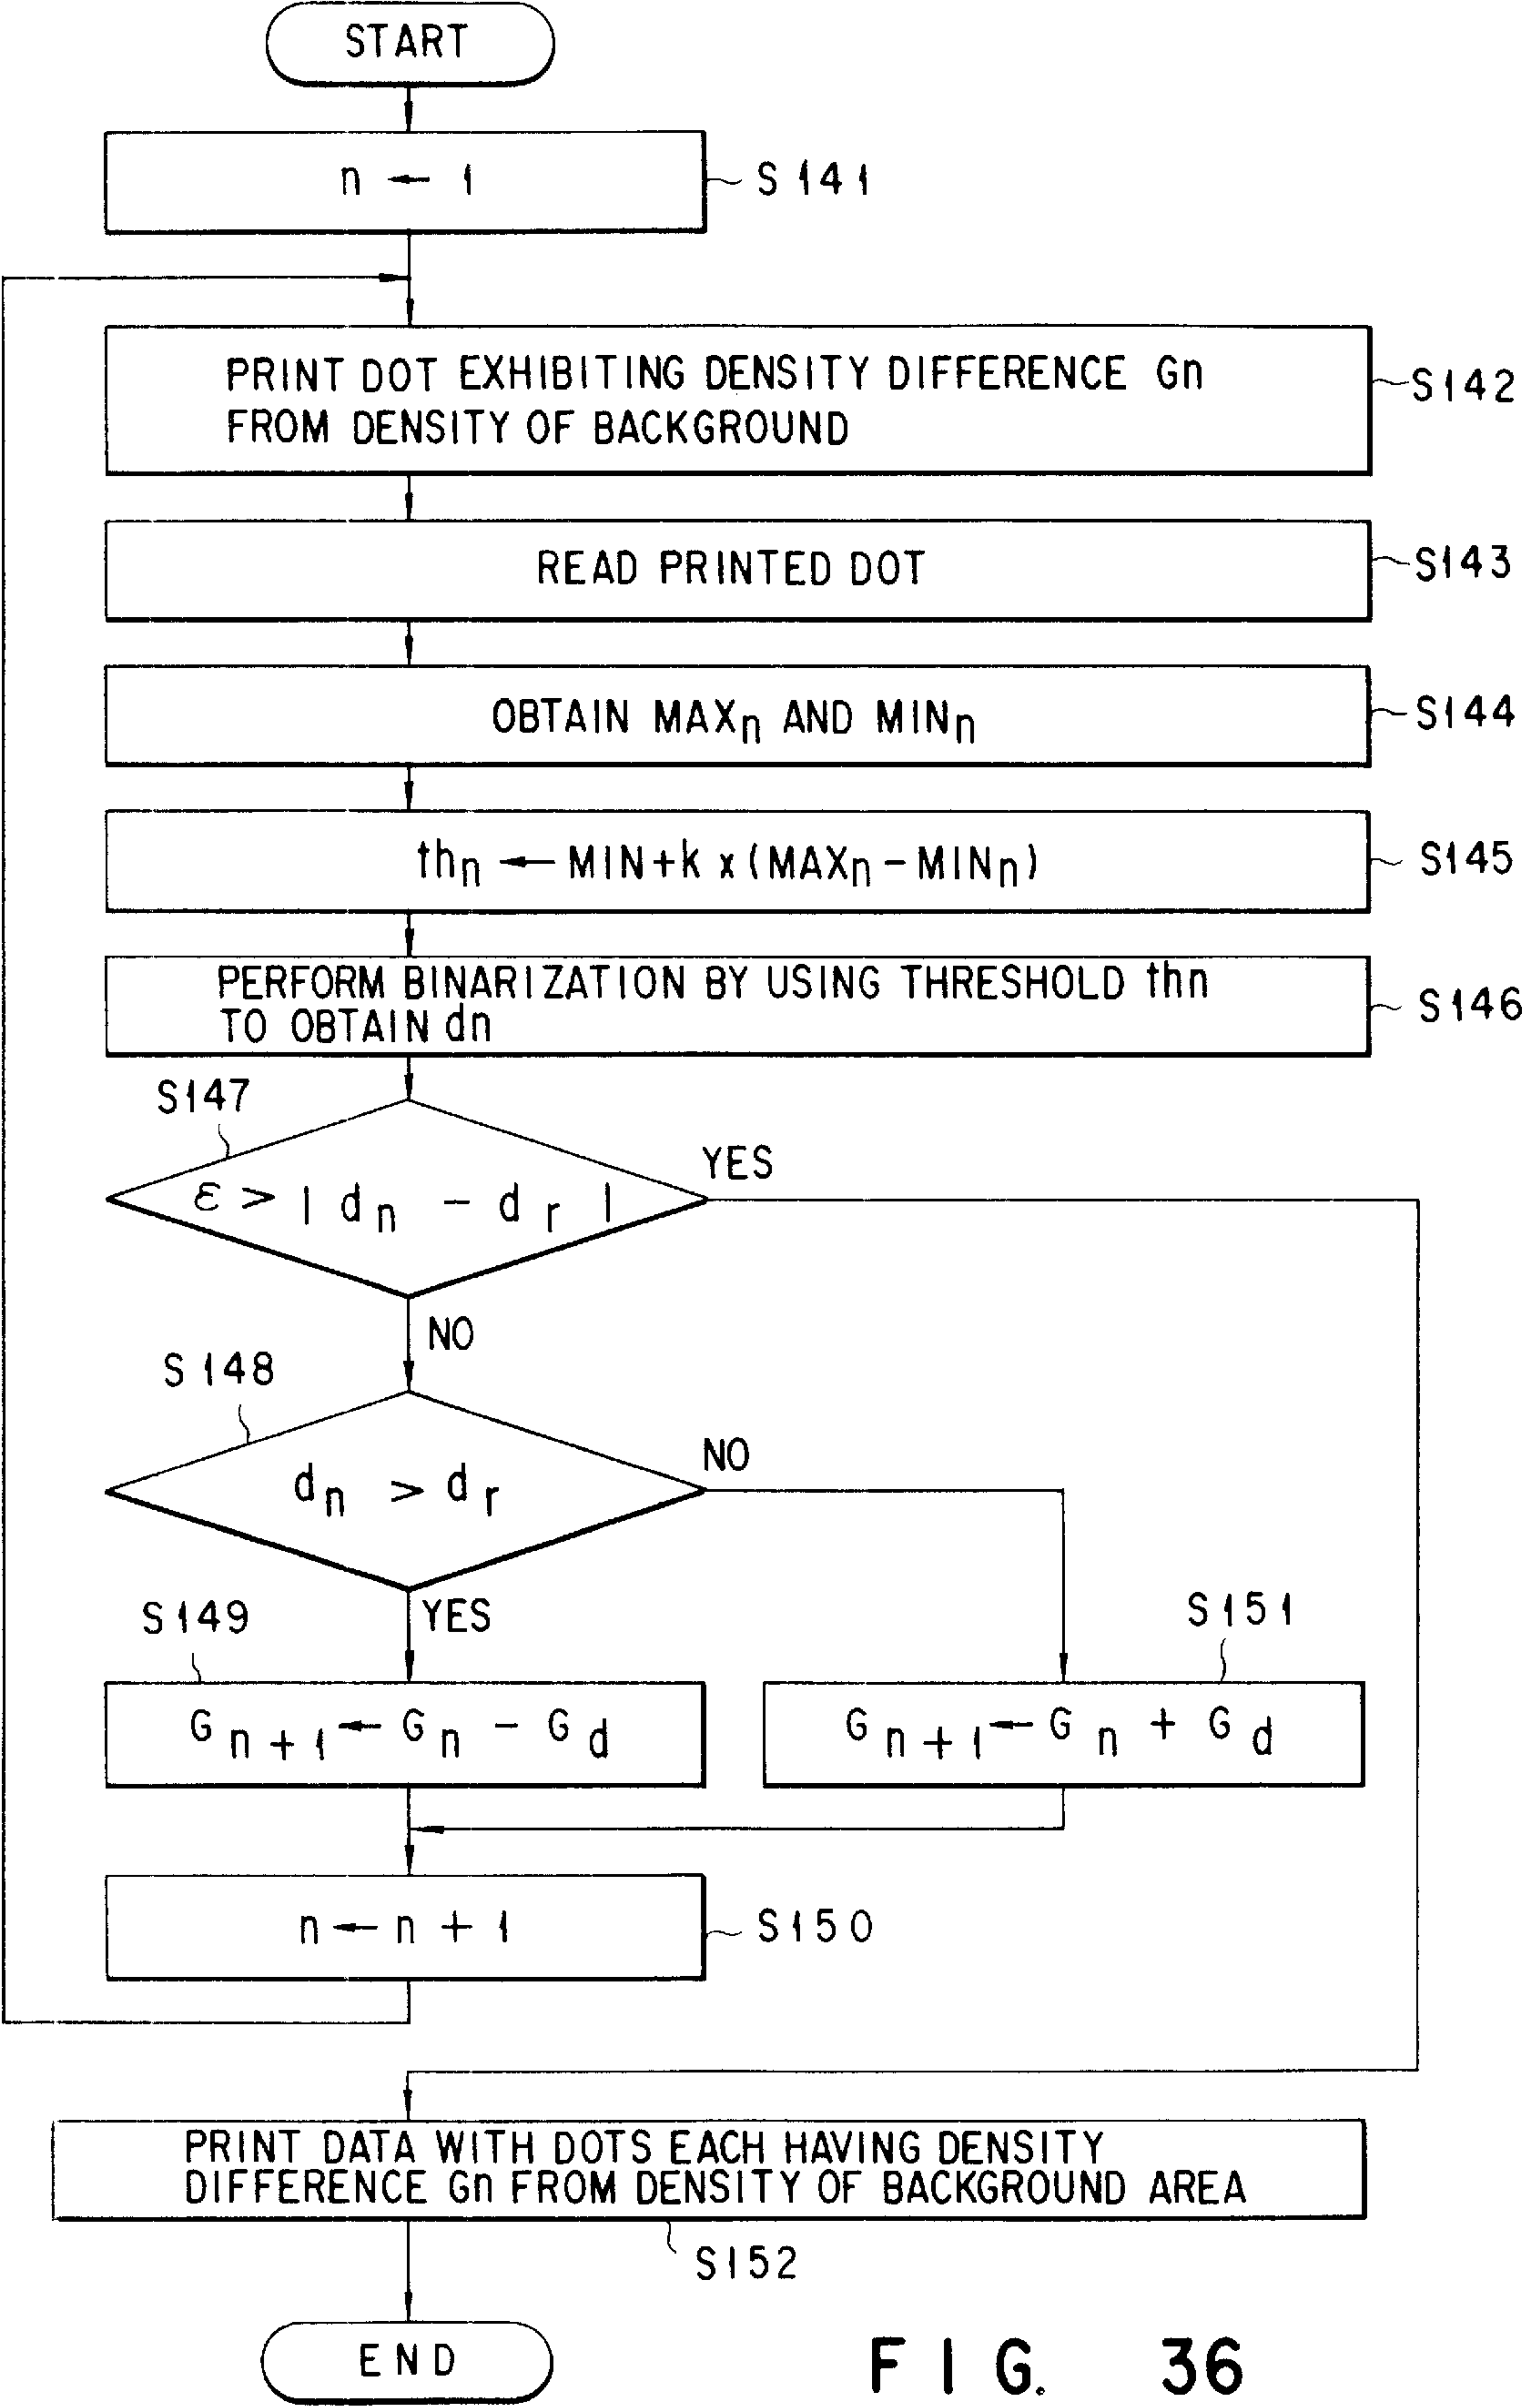 START
n ← 1
S141
PRINT DOT EXHIBITING DENSITY DIFFERENCE Gn
FROM DENSITY OF BACKGROUND
S142
READ PRINTED DOT
S143
OBTAIN MAXn AND MINn
S144
thn ← MIN+k x (MAXn - MINn)
S145
PERFORM BINARIZATION BY USING THRESHOLD thn
TO OBTAIN dn
S146
S147
ε > | dn - dr |
YES
NO
S148
dn > dr
NO
YES
S149
Gn+1 ← Gn - Gd
S151
Gn+1 ← Gn + Gd
n ← n + 1
S150
PRINT DATA WITH DOTS EACH HAVING DENSITY
DIFFERENCE Gn FROM DENSITY OF BACKGROUND AREA
S152
END
FIG. 36